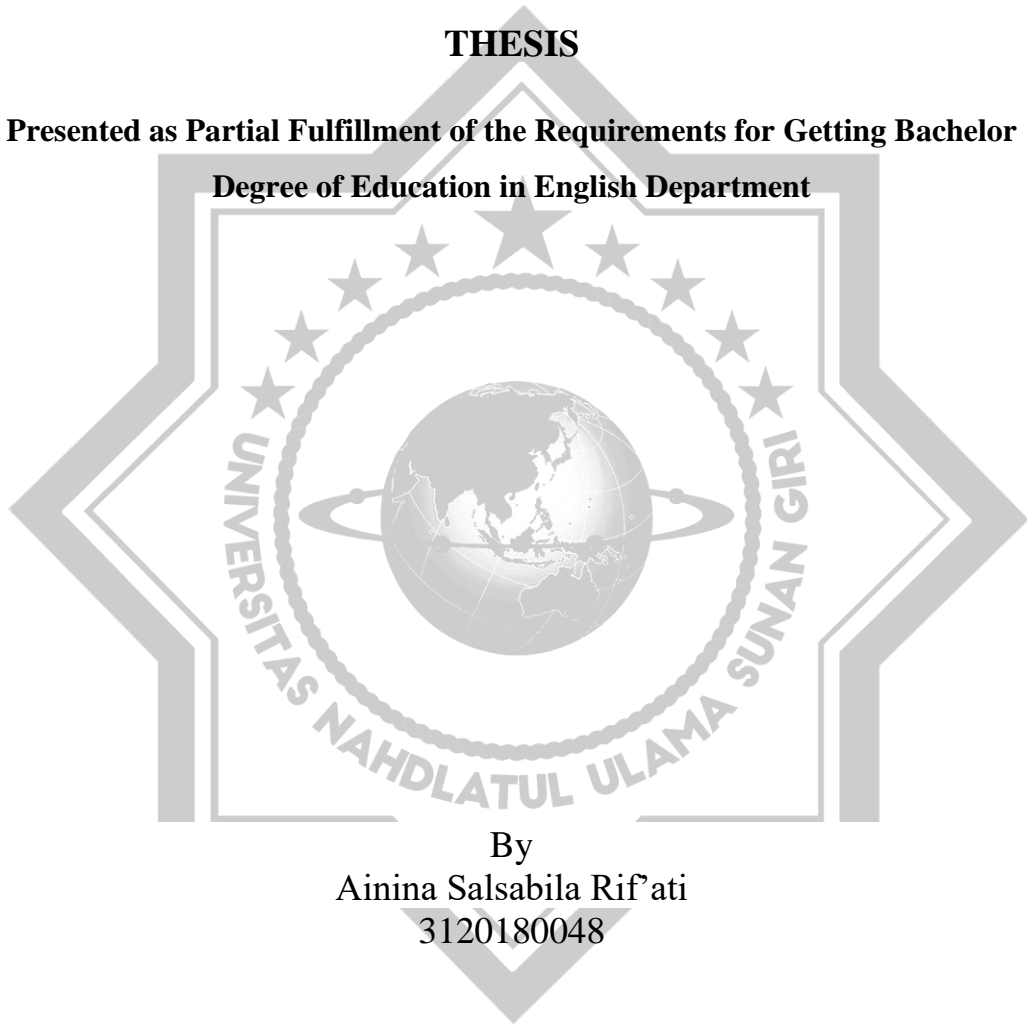 THESIS
Presented as Partial Fulfillment of the Requirements for Getting Bachelor
Degree of Education in English Department
UNIVERSITAS NAHDLATUL ULAMA SUNAN GIRI
By
Ainina Salsabila Rif’ati
3120180048